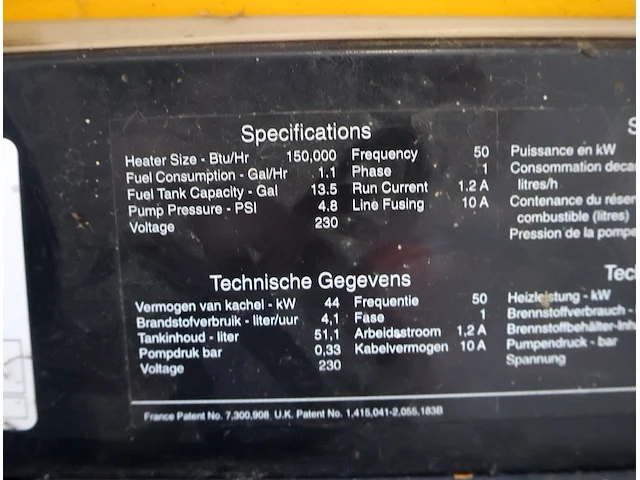 Specifications
Heater Size - Btu/Hr 150,000 Frequency 50
Fuel Consumption - Gal/Hr 1.1 Phase 1
Fuel Tank Capacity - Gal 13.5 Run Current 1.2 A
Pump Pressure - PSI 4.8 Line Fusing 10 A
Voltage 230
Puissance en kW
Consommation
litres/h
Contenance du
combustible (litres)
Pression de la
Technische Gegevens
Vermogen van kachel - kW 44 Frequentie 50
Brandstofverbruik - liter/uur 4,1 Fase 1
Tankinhoud - liter 51,1 Arbeidsstroom 1,2 A
Pompdruk bar 0,33 Kabelvermogen 10 A
Voltage 230
Heizleistung - kW
Brennstoffverbrauch -
Brennstoffbehälter-
Pumpendruck - bar
Spannung
France Patent No. 7,300,908 U.K. Patent No. 1,415,041-2,055,183B